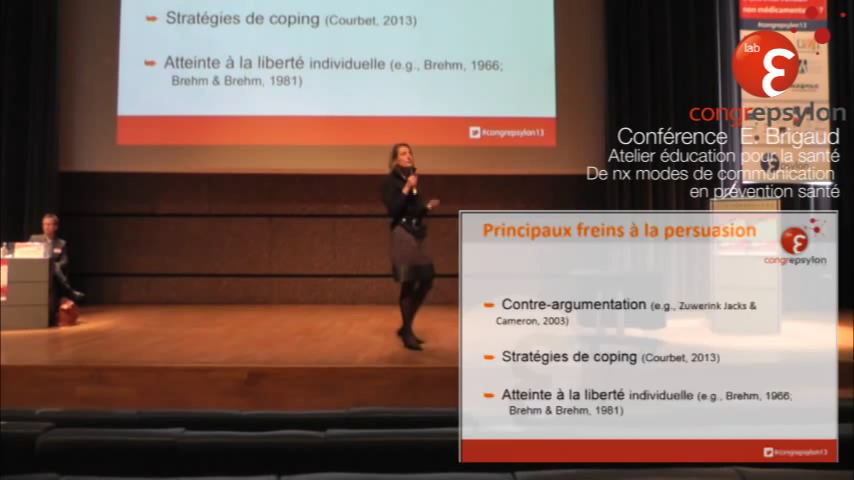 Stratégies de coping (Courbet, 2013)
Atteinte à la liberté individuelle (e.g., Brehm, 1966;
Brehm & Brehm, 1981)
#congrepsylon13
non médicamenteuse
#congrepsylon13
lab
congrepsylon
Conférence E. Brigaud
Atelier éducation pour la santé
De nx modes de communication
en prévention santé
Principaux freins à la persuasion
congrepsylon
Contre-argumentation (e.g., Zuwerink Jacks &
Cameron, 2003)
Stratégies de coping (Courbet, 2013)
Atteinte à la liberté individuelle (e.g., Brehm, 1966;
Brehm & Brehm, 1981)
#congrepsylon13